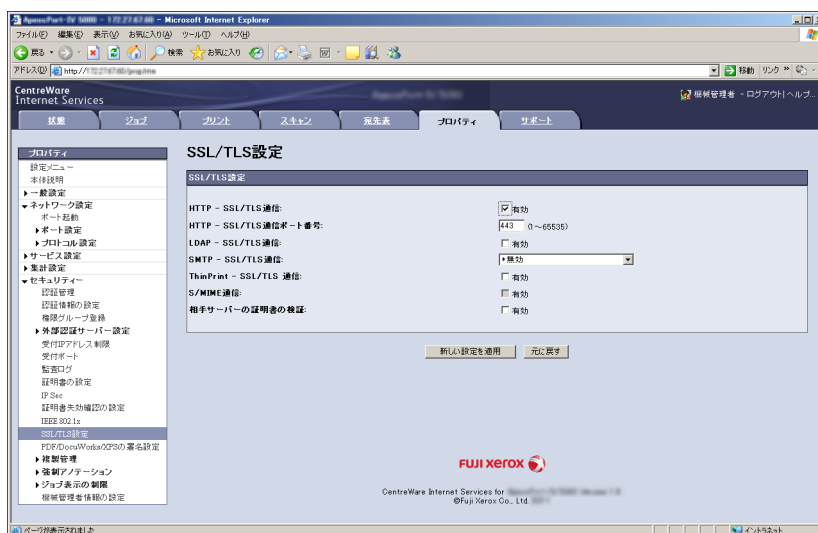 Microsoft Internet Explorer
ファイル(F) 編集(E) 表示(V) お気に入り(A) ツール(T) ヘルプ(H)
戻る 検索 お気に入り
アドレス(D) http:// 移動 リンク »
CentreWare
Internet Services
機械管理者 - ログアウト| ヘルプ...
状態 ジョブ プリント スキャン 宛先表 プロパティ サポート
プロパティ
設定メニュー
本体説明
一般設定
ネットワーク設定
ポート起動
ポート設定
プロトコル設定
サービス設定
集計設定
セキュリティー
認証管理
認証情報の設定
権限グループ登録
外部認証サーバー設定
受付IPアドレス制限
受付ポート
監査ログ
証明書の設定
IP Sec
証明書失効確認の設定
IEEE 802.1x
SSL/TLS設定
PDF/DocuWorks/XPSの署名設定
複製管理
強制アノテーション
ジョブ表示の制限
機械管理者情報の設定
SSL/TLS設定
SSL/TLS設定
HTTP - SSL/TLS通信: 有効
HTTP - SSL/TLS通信ポート番号: 443 (1～65535)
LDAP - SSL/TLS通信: 有効
SMTP - SSL/TLS通信: *無効
ThinPrint - SSL/TLS 通信: 有効
S/MIME通信: 有効
相手サーバーの証明書の検証: 有効
新しい設定を適用 元に戻す
FUJI XEROX
CentreWare Internet Services for
©Fuji Xerox Co., Ltd.
ページが表示されました
イントラネット